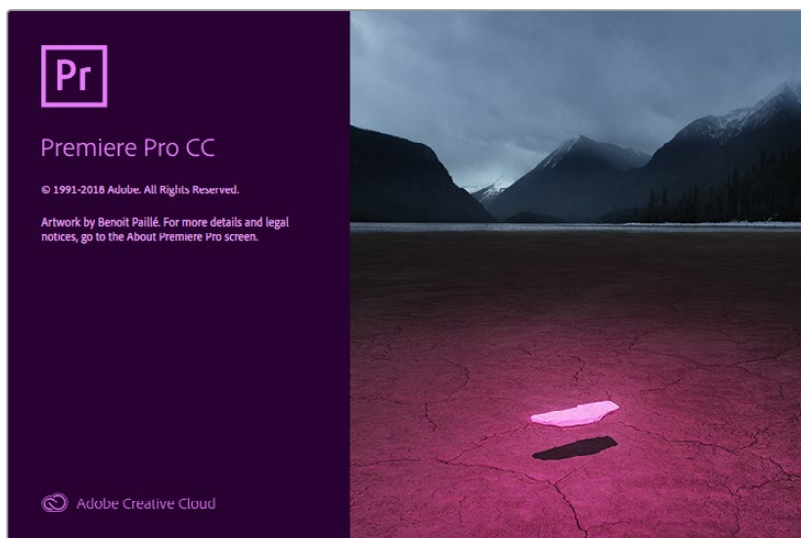 Pr
Premiere Pro CC
© 1991-2018 Adobe. All Rights Reserved.
Artwork by Benoit Paillé. For more details and legal
notices, go to the About Premiere Pro screen.
Adobe Creative Cloud